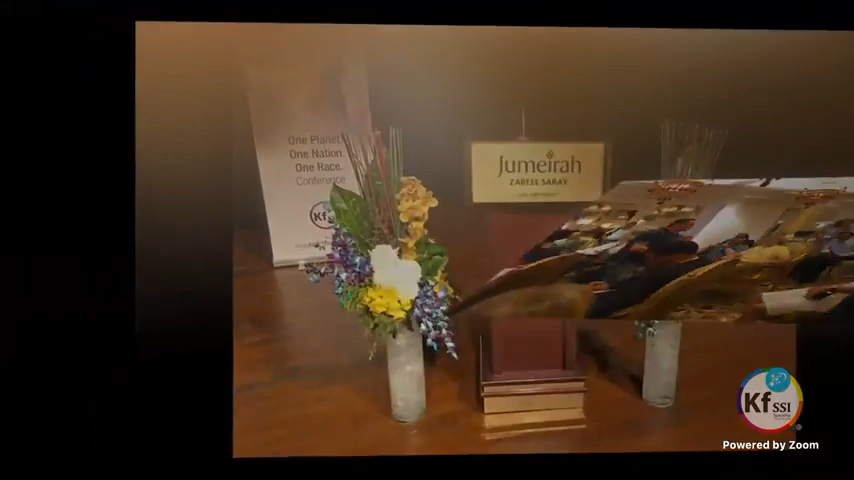 One Planet.
One Nation.
One Race.
Conference
Kf
Jumeirah
ZABEEL SARAY
Kf SSI
Powered by Zoom